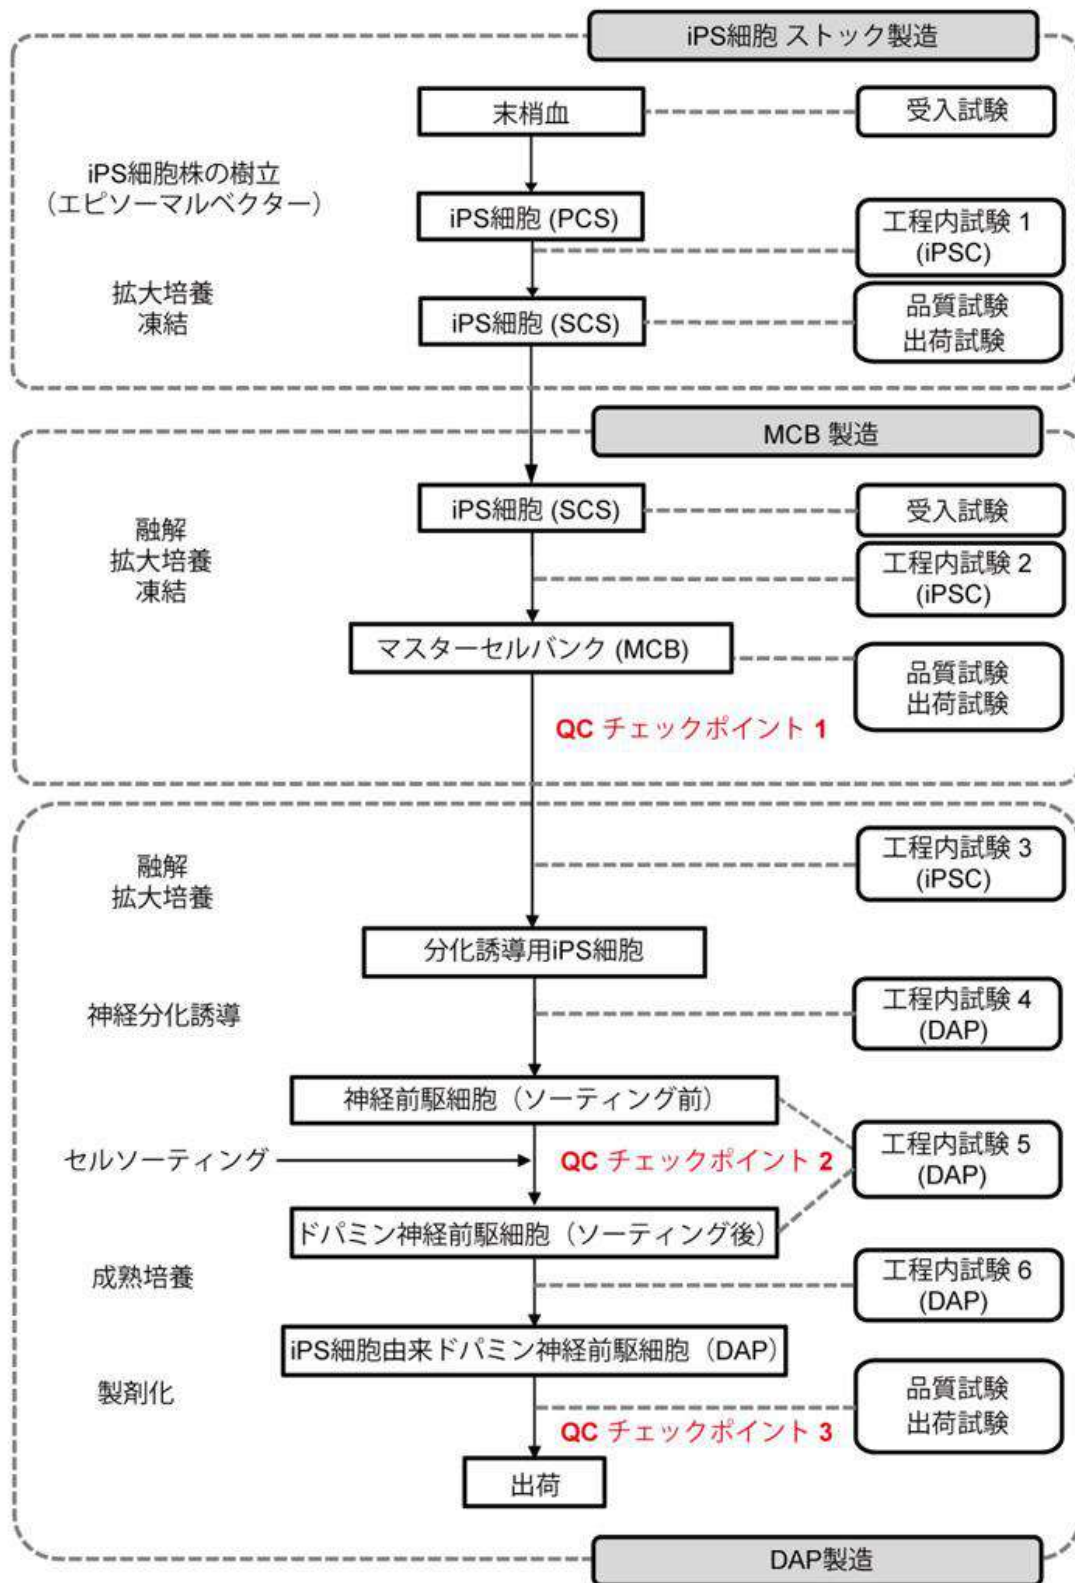 iPS細胞 ストック製造
末梢血
受入試験
iPS細胞株の樹立
（エピソーマルベクター）
iPS細胞 (PCS)
工程内試験 1
(iPSC)
拡大培養
凍結
iPS細胞 (SCS)
品質試験
出荷試験
MCB 製造
iPS細胞 (SCS)
受入試験
融解
拡大培養
凍結
工程内試験 2
(iPSC)
マスターセルバンク (MCB)
品質試験
出荷試験
QC チェックポイント 1
融解
拡大培養
工程内試験 3
(iPSC)
分化誘導用iPS細胞
神経分化誘導
工程内試験 4
(DAP)
神経前駆細胞（ソーティング前）
セルソーティング
QC チェックポイント 2
工程内試験 5
(DAP)
ドパミン神経前駆細胞（ソーティング後）
成熟培養
工程内試験 6
(DAP)
iPS細胞由来ドパミン神経前駆細胞（DAP）
製剤化
品質試験
出荷試験
QC チェックポイント 3
出荷
DAP製造